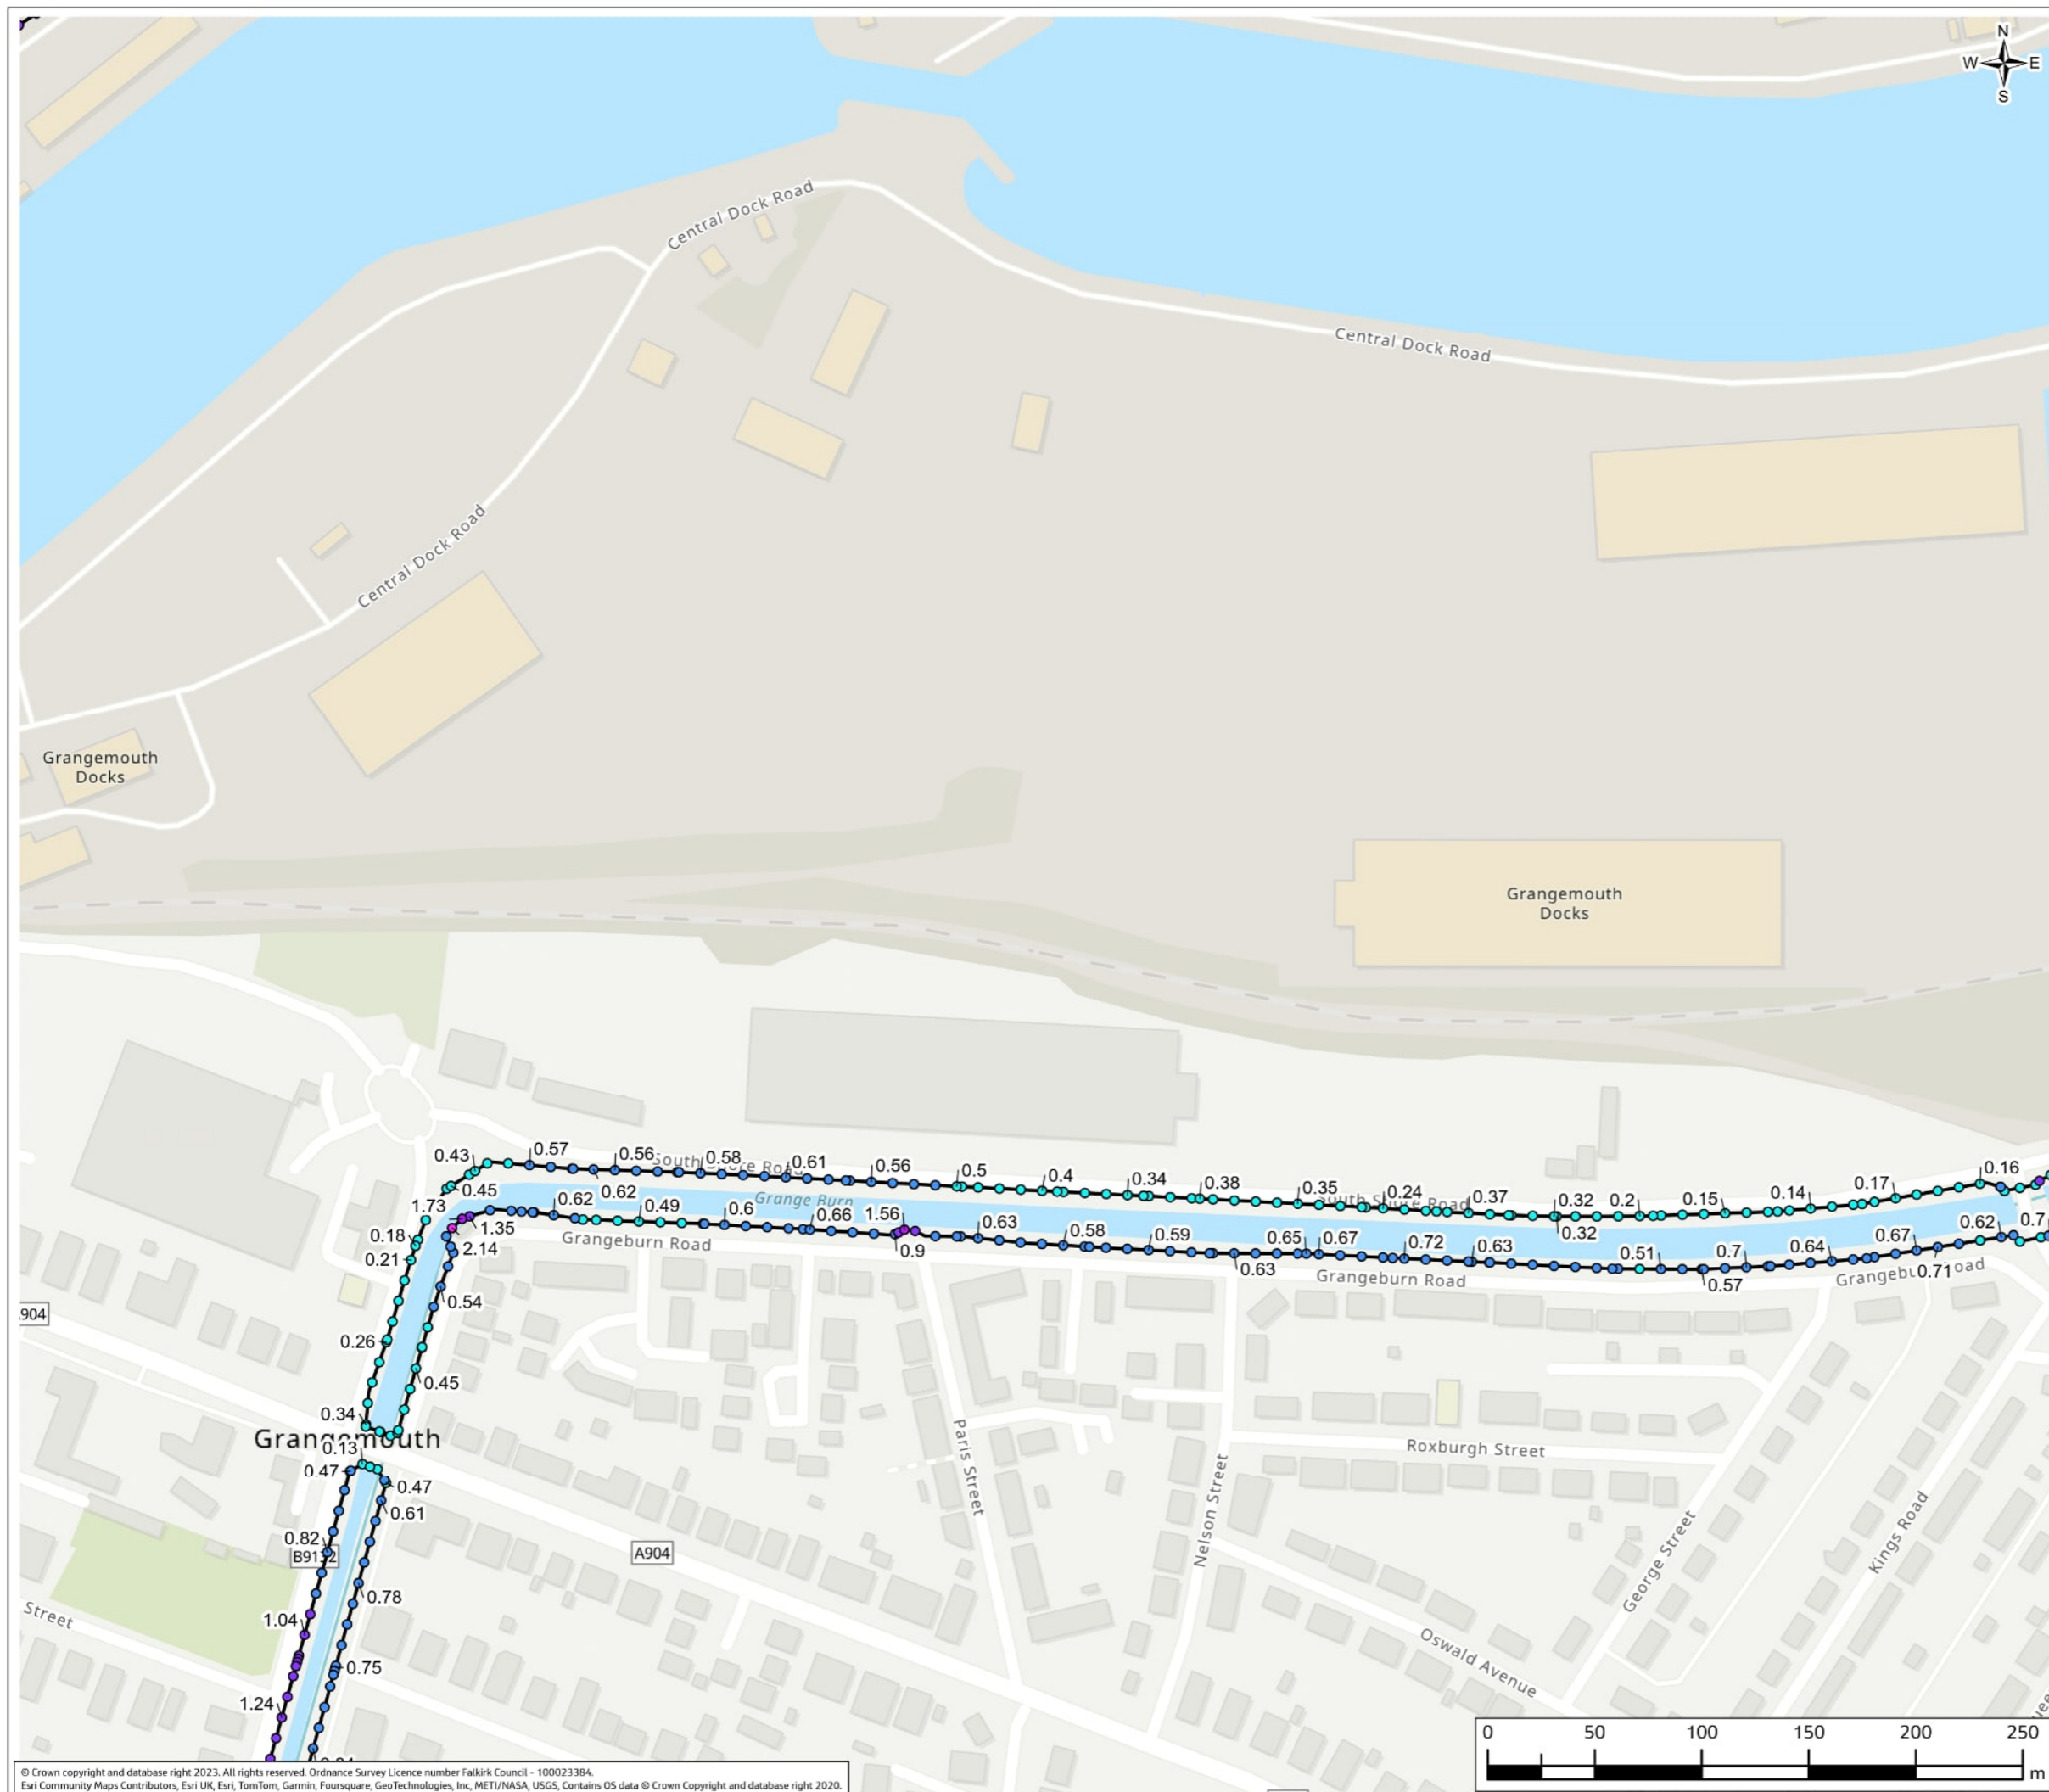 N
W E
S
Central Dock Road
Central Dock Road
Central Dock Road
Grangemouth
Docks
Grangemouth
Docks
0.43
0.57
0.56
South Shore Road
0.58
0.61
0.56
0.5
0.4
0.34
0.38
0.35
South Shore Road
0.24
0.37
0.32
0.2
0.15
0.14
0.17
0.16
0.45
0.62
Grange Burn
0.32
1.73
0.62
0.49
0.6
0.66
1.56
0.63
0.58
0.59
0.65
0.67
0.72
0.63
0.51
0.7
0.64
0.67
0.62
0.7
1.35
0.18
2.14
Grangeburn Road
0.9
0.63
Grangeburn Road
0.57
Grangeburn Road
0.71
0.21
0.54
904
0.26
0.45
0.34
Grangemouth
0.13
0.47
0.47
0.61
0.82
B9132
A904
0.78
1.04
0.75
1.24
Street
Paris Street
Nelson Street
Roxburgh Street
George Street
Kings Road
Oswald Avenue
0 50 100 150 200 250
m
© Crown copyright and database right 2023. All rights reserved. Ordnance Survey Licence number Falkirk Council - 100023384.
Esri Community Maps Contributors, Esri UK, Esri, TomTom, Garmin, Foursquare, GeoTechnologies, Inc, METI/NASA, USGS, Contains OS data © Crown Copyright and database right 2020.